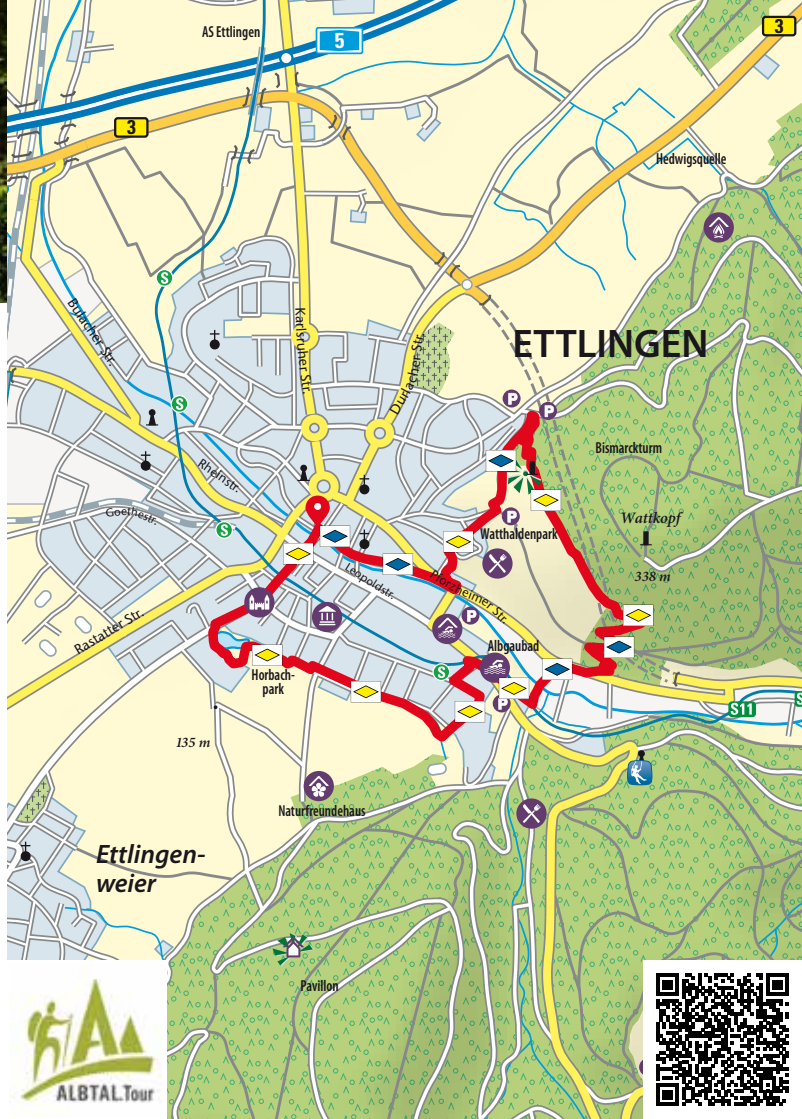 AS Ettlingen
5
3
3
Hedwigsquelle
S
Bulacher Str.
Karlsruher Str.
Durlacher Str.
ETTLINGEN
P
P
S
Bismarckturm
Rheinstr.
Goethestr.
Wattkopf
P
Watthaldenpark
S
338 m
Leopoldstr.
Pforzheimer Str.
Rastatter Str.
P
Albgaubad
S
Horbach-
park
P
S11
S
135 m
Naturfreundehaus
Ettlingen-
weier
Pavillon
ALBTAL.Tour